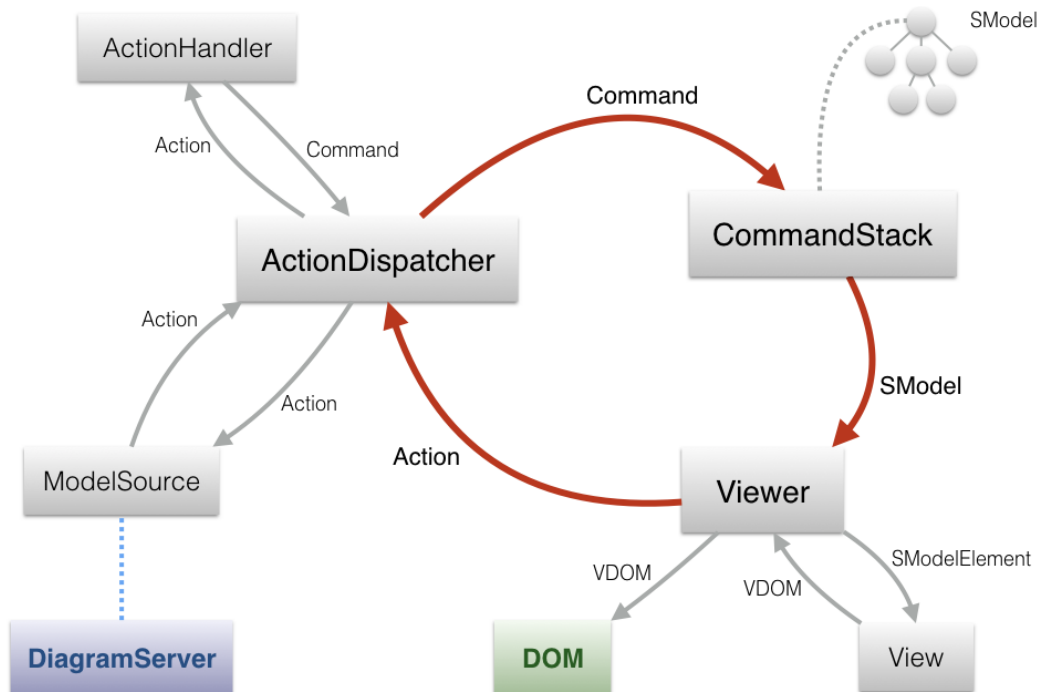 SModel
ActionHandler
Command
Action
Command
CommandStack
ActionDispatcher
Action
SModel
Action
Action
ModelSource
Viewer
SModelElement
VDOM
VDOM
DiagramServer
DOM
View